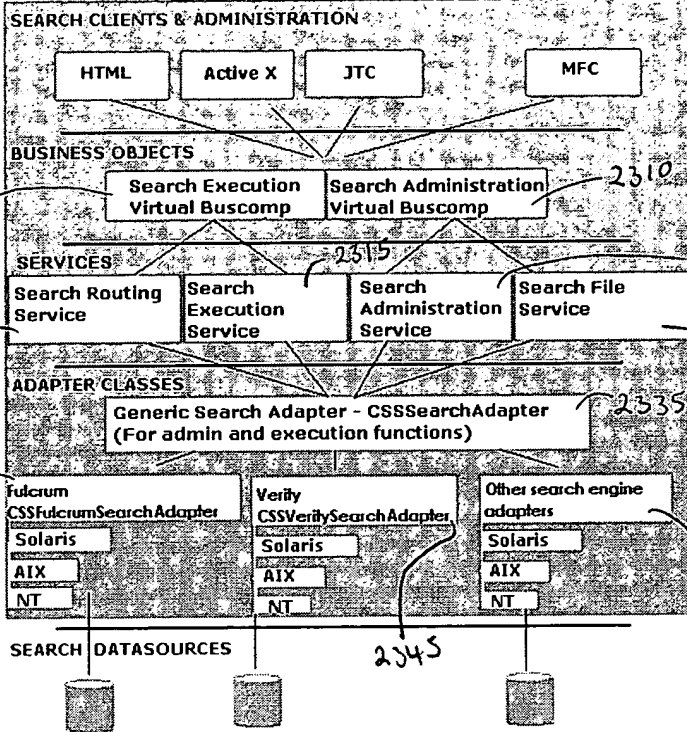 SEARCH CLIENTS & ADMINISTRATION
HTML
Active X
JTC
MFC
BUSINESS OBJECTS
Search Execution
Virtual Buscomp
Search Administration
Virtual Buscomp
2310
SERVICES
2315
Search Routing
Service
Search
Execution
Service
Search
Administration
Service
Search File
Service
ADAPTER CLASSES
Generic Search Adapter - CSSSearchAdapter
(For admin and execution functions)
2335
Fulcrum
CSSFulcrumSearchAdapter
Solaris
AIX
NT
Verify
CSSVerifySearchAdapter
Solaris
AIX
NT
Other search engine
adapters
Solaris
AIX
NT
2345
SEARCH DATASOURCES